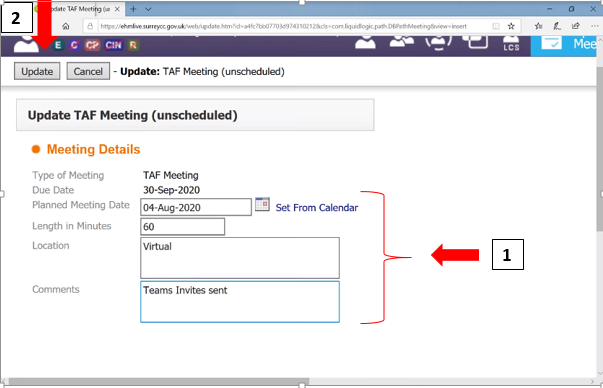 2
pdate TAF Meeting (un
https://ehmlive.surreycc.gov.uk/web/update.htm?id=a4fc7bb07703d974310212&cls=com.liquidlogic.path.DBPathMeeting&view=insert
E C CP CIN R
LCS
Mee
Update Cancel - Update: TAF Meeting (unscheduled)
Update TAF Meeting (unscheduled)
Meeting Details
Type of Meeting TAF Meeting
Due Date 30-Sep-2020
Planned Meeting Date 04-Aug-2020 Set From Calendar
Length in Minutes 60
Location Virtual
1
Comments Teams Invites sent